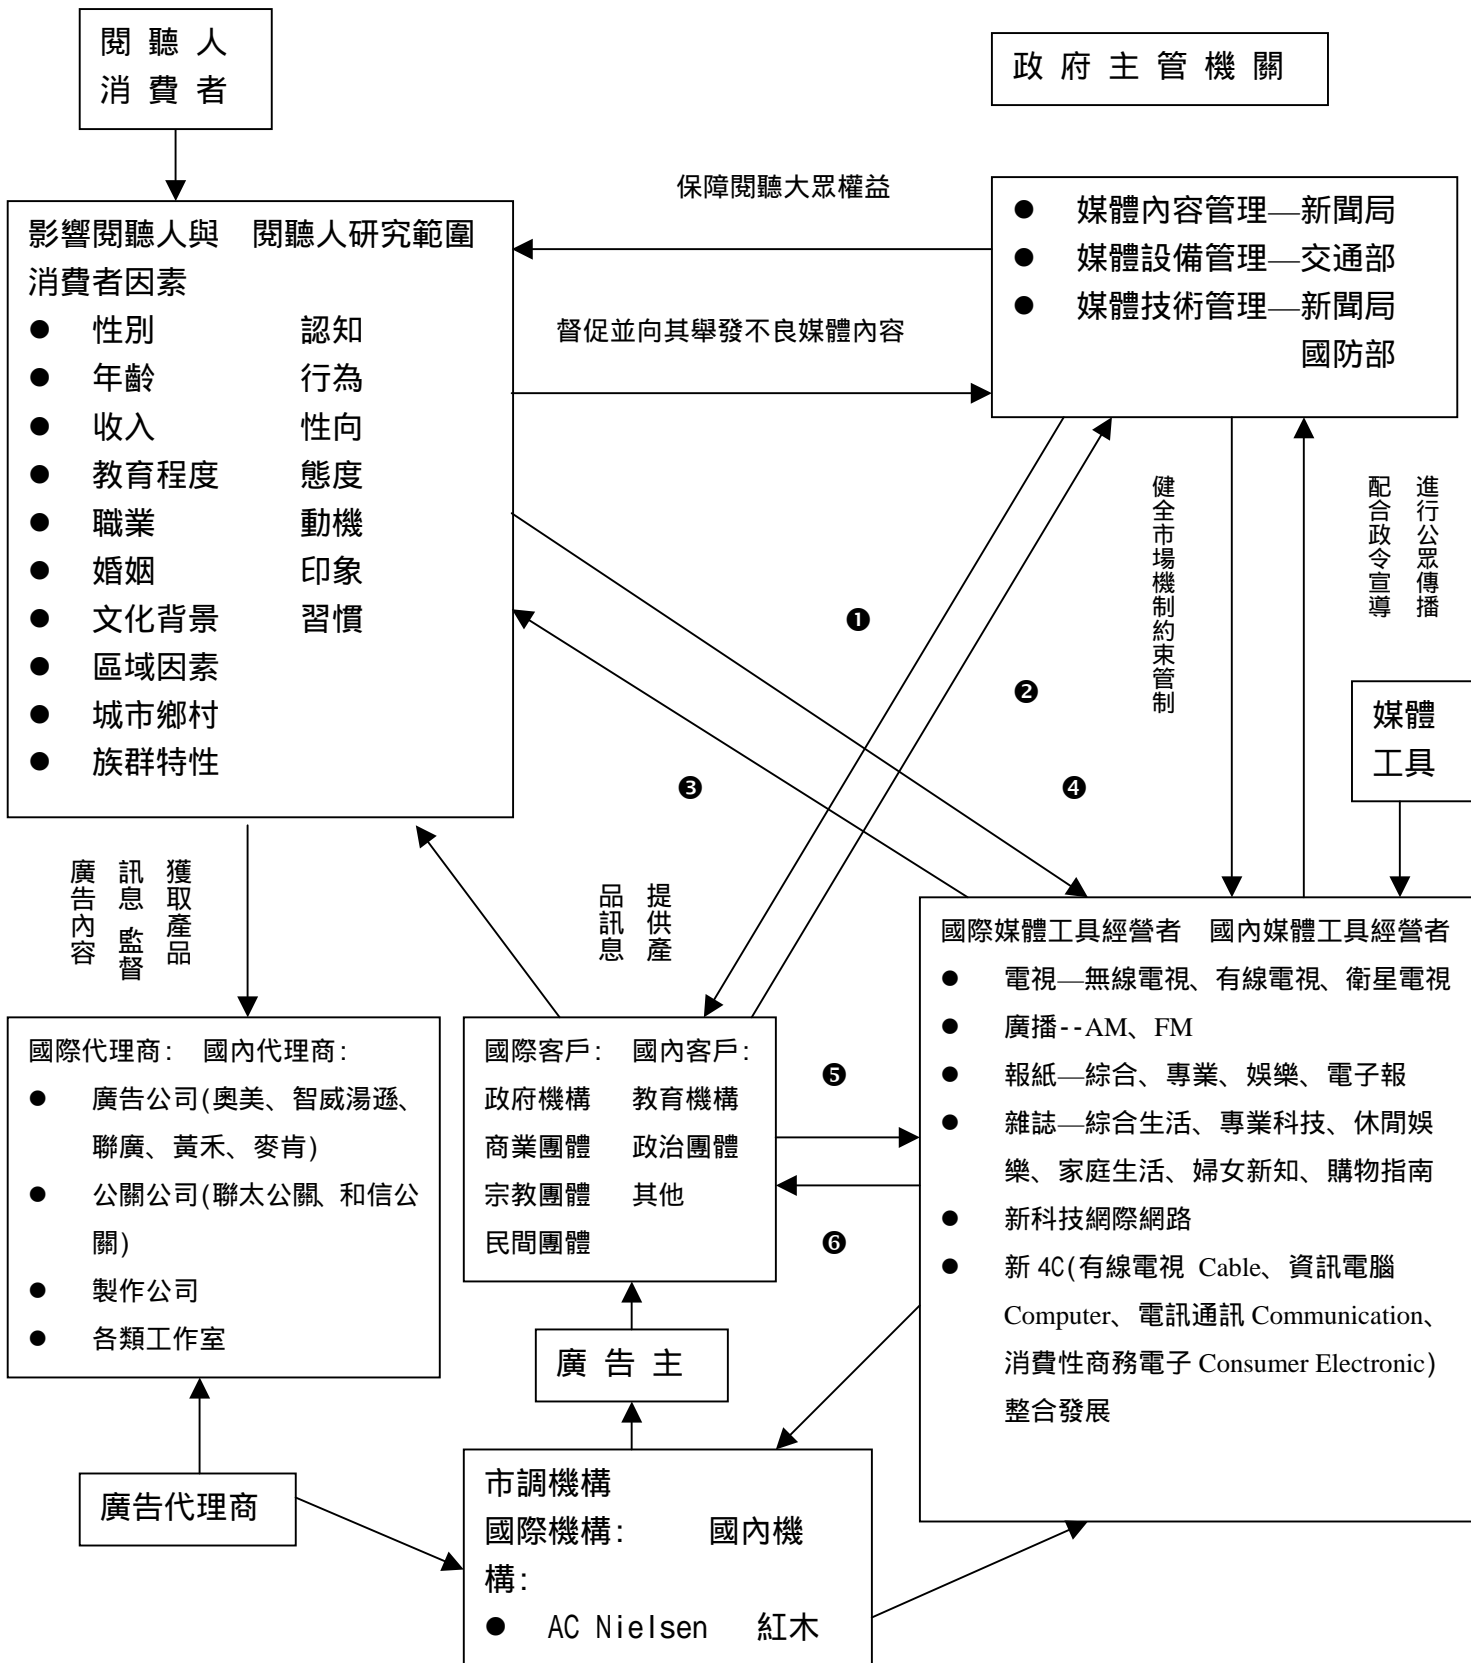 閱聽人
消費者
政府主管機關
保障閱聽大眾權益
媒體內容管理—新聞局
媒體設備管理—交通部
媒體技術管理—新聞局
國防部
影響閱聽人與 閱聽人研究範圍
消費者因素
● 性別 認知
● 年齡 行為
● 收入 性向
● 教育程度 態度
● 職業 動機
● 婚姻 印象
● 文化背景 習慣
● 區域因素
● 城市鄉村
● 族群特性
督促並向其舉發不良媒體內容
健全市場機制約束管制
進行公眾傳播
配合政令宣導
❶
❷
❸
❹
媒體
工具
獲取產品
訊息、監督
廣告內容
提供產
品訊息
國際媒體工具經營者 國內媒體工具經營者
● 電視—無線電視、有線電視、衛星電視
● 廣播--AM、FM
● 報紙—綜合、專業、娛樂、電子報
● 雜誌—綜合生活、專業科技、休閒娛
樂、家庭生活、婦女新知、購物指南
● 新科技網際網路
● 新 4C(有線電視 Cable、資訊電腦
Computer、電訊通訊 Communication、
消費性商務電子 Consumer Electronic)
整合發展
國際代理商: 國內代理商:
● 廣告公司(奧美、智威湯遜、
聯廣、黃禾、麥肯)
● 公關公司(聯太公關、和信公
關)
● 製作公司
● 各類工作室
國際客戶: 國內客戶:
政府機構 教育機構
商業團體 政治團體
宗教團體 其他
民間團體
❺
❻
廣告主
廣告代理商
市調機構
國際機構: 國內機
構:
● AC Nielsen 紅木